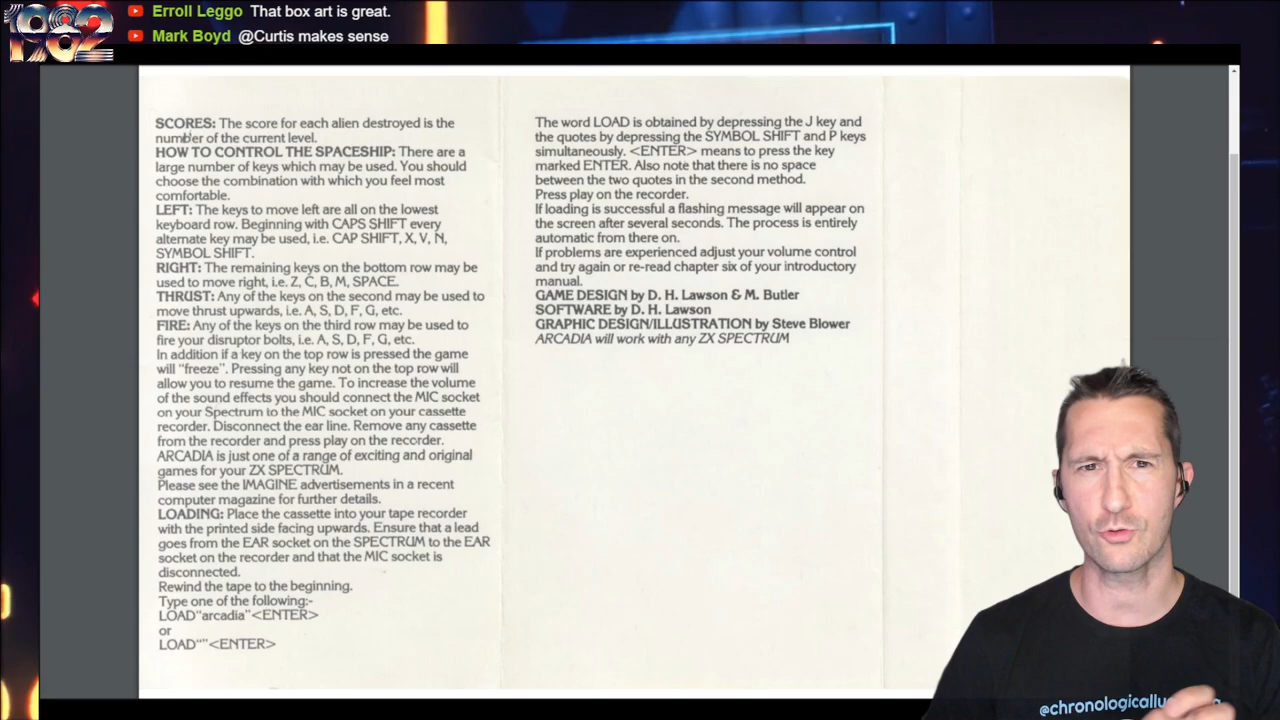 1982
Erroll Leggo That box art is great.
Mark Boyd @Curtis makes sense
SCORES: The score for each alien destroyed is the
number of the current level.
HOW TO CONTROL THE SPACESHIP: There are a
large number of keys which may be used. You should
choose the combination with which you feel most
comfortable.
LEFT: The keys to move left are all on the lowest
keyboard row. Beginning with CAPS SHIFT every
alternate key may be used, i.e. CAP SHIFT, X, V, N,
SYMBOL SHIFT.
RIGHT: The remaining keys on the bottom row may be
used to move right, i.e. Z, C, B, M, SPACE.
THRUST: Any of the keys on the second may be used to
move thrust upwards, i.e. A, S, D, F, G, etc.
FIRE: Any of the keys on the third row may be used to
fire your disruptor bolts, i.e. A, S, D, F, G, etc.
In addition if a key on the top row is pressed the game
will "freeze". Pressing any key not on the top row will
allow you to resume the game. To increase the volume
of the sound effects you should connect the MIC socket
on your Spectrum to the MIC socket on your cassette
recorder. Disconnect the ear line. Remove any cassette
from the recorder and press play on the recorder.
ARCADIA is just one of a range of exciting and original
games for your ZX SPECTRUM.
Please see the IMAGINE advertisements in a recent
computer magazine for further details.
LOADING: Place the cassette into your tape recorder
with the printed side facing upwards. Ensure that a lead
goes from the EAR socket on the SPECTRUM to the EAR
socket on the recorder and that the MIC socket is
disconnected.
Rewind the tape to the beginning.
Type one of the following:-
LOAD"arcadia"<ENTER>
or
LOAD""<ENTER>
The word LOAD is obtained by depressing the J key and
the quotes by depressing the SYMBOL SHIFT and P keys
simultaneously. <ENTER> means to press the key
marked ENTER. Also note that there is no space
between the two quotes in the second method.
Press play on the recorder.
If loading is successful a flashing message will appear on
the screen after several seconds. The process is entirely
automatic from there on.
If problems are experienced adjust your volume control
and try again or re-read chapter six of your introductory
manual.
GAME DESIGN by D. H. Lawson & M. Butler
SOFTWARE by D. H. Lawson
GRAPHIC DESIGN/ILLUSTRATION by Steve Blower
ARCADIA will work with any ZX SPECTRUM